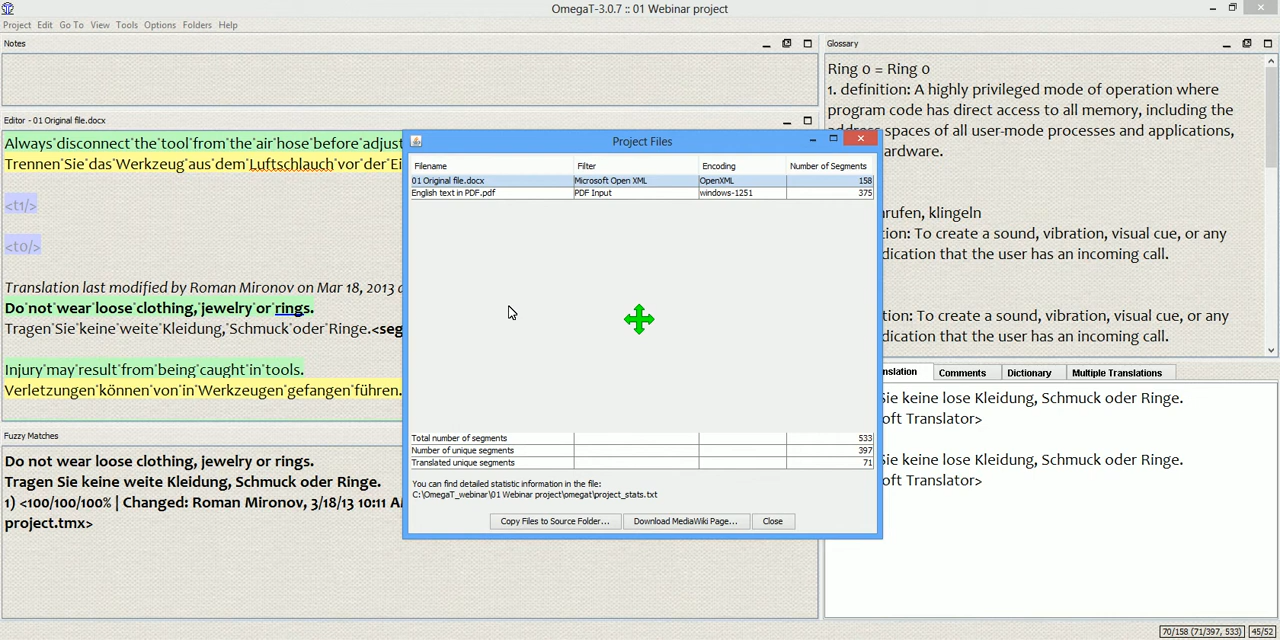 OmegaT-3.0.7 :: 01 Webinar project
Project Edit Go To View Tools Options Folders Help
Notes
Editor - 01 Original file.docx
Always disconnect the tool from the air hose before adjust
Trennen Sie das Werkzeug aus dem Luftschlauch vor der Ei
<t1/>
<t0/>
Translation last modified by Roman Mironov on Mar 18, 2013 a
Do not wear loose clothing, jewelry or rings.
Tragen Sie keine weite Kleidung, Schmuck oder Ringe.<seg
Injury may result from being caught in tools.
Verletzungen können von in Werkzeugen gefangen führen.
Fuzzy Matches
Do not wear loose clothing, jewelry or rings.
Tragen Sie keine weite Kleidung, Schmuck oder Ringe.
1) <100/100/100% | Changed: Roman Mironov, 3/18/13 10:11 AM
project.tmx>
Project Files
Filename Filter Encoding Number of Segments
01 Original file.docx Microsoft Open XML OpenXML 158
English text in PDF.pdf PDF Input windows-1251 375
Total number of segments 533
Number of unique segments 397
Translated unique segments 71
You can find detailed statistic information in the file:
C:\OmegaT_webinar\01 Webinar project\omegat\project_stats.txt
Copy Files to Source Folder... Download MediaWiki Page... Close
Glossary
Ring 0 = Ring 0
1. definition: A highly privileged mode of operation where
program code has direct access to all memory, including the
spaces of all user-mode processes and applications,
ardware.
rufen, klingeln
tion: To create a sound, vibration, visual cue, or any
dication that the user has an incoming call.
tion: To create a sound, vibration, visual cue, or any
dication that the user has an incoming call.
nslation Comments Dictionary Multiple Translations
Sie keine lose Kleidung, Schmuck oder Ringe.
oft Translator>
Sie keine lose Kleidung, Schmuck oder Ringe.
oft Translator>
70/158 (71/397, 533) 45/52